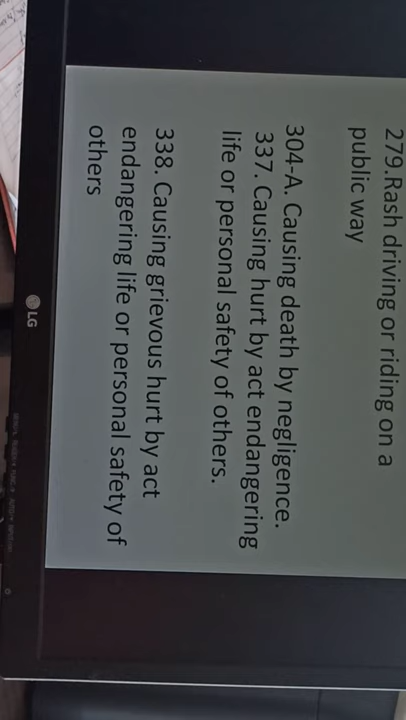 279.Rash driving or riding on a
public way
304-A. Causing death by negligence.
337. Causing hurt by act endangering
life or personal safety of others.
338. Causing grievous hurt by act
endangering life or personal safety of
others
LG